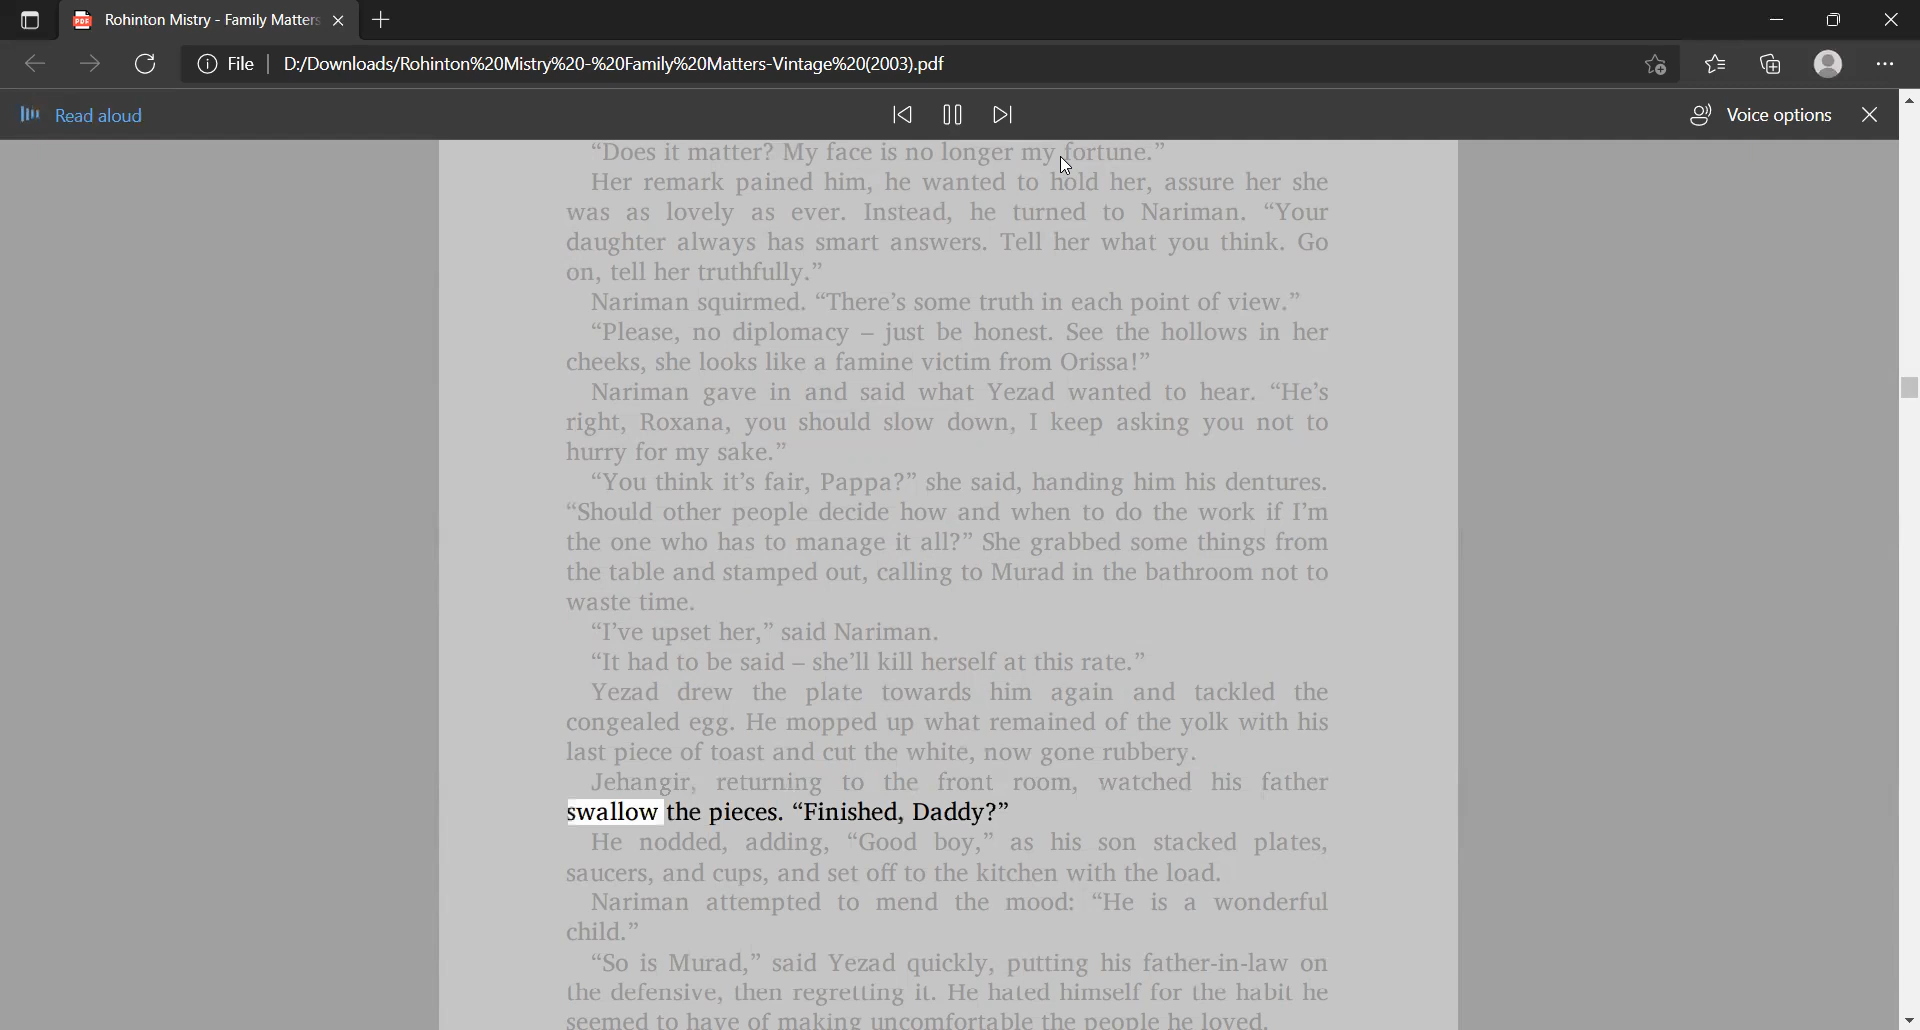 Rohinton Mistry - Family Matters
File
D:/Downloads/Rohinton%20Mistry%20-%20Family%20Matters-Vintage%20(2003).pdf
Read aloud
Voice options
“Does it matter? My face is no longer my fortune.”
Her remark pained him, he wanted to hold her, assure her she
was as lovely as ever. Instead, he turned to Nariman. “Your
daughter always has smart answers. Tell her what you think. Go
on, tell her truthfully.”
Nariman squirmed. “There’s some truth in each point of view.”
“Please, no diplomacy – just be honest. See the hollows in her
cheeks, she looks like a famine victim from Orissa!”
Nariman gave in and said what Yezad wanted to hear. “He’s
right, Roxana, you should slow down, I keep asking you not to
hurry for my sake.”
“You think it’s fair, Pappa?” she said, handing him his dentures.
“Should other people decide how and when to do the work if I’m
the one who has to manage it all?” She grabbed some things from
the table and stamped out, calling to Murad in the bathroom not to
waste time.
“I’ve upset her,” said Nariman.
“It had to be said – she’ll kill herself at this rate.”
Yezad drew the plate towards him again and tackled the
congealed egg. He mopped up what remained of the yolk with his
last piece of toast and cut the white, now gone rubbery.
Jehangir, returning to the front room, watched his father
swallow the pieces. “Finished, Daddy?”
He nodded, adding, “Good boy,” as his son stacked plates,
saucers, and cups, and set off to the kitchen with the load.
Nariman attempted to mend the mood: “He is a wonderful
child.”
“So is Murad,” said Yezad quickly, putting his father-in-law on
the defensive, then regretting it. He hated himself for the habit he
seemed to have of making uncomfortable the people he loved.